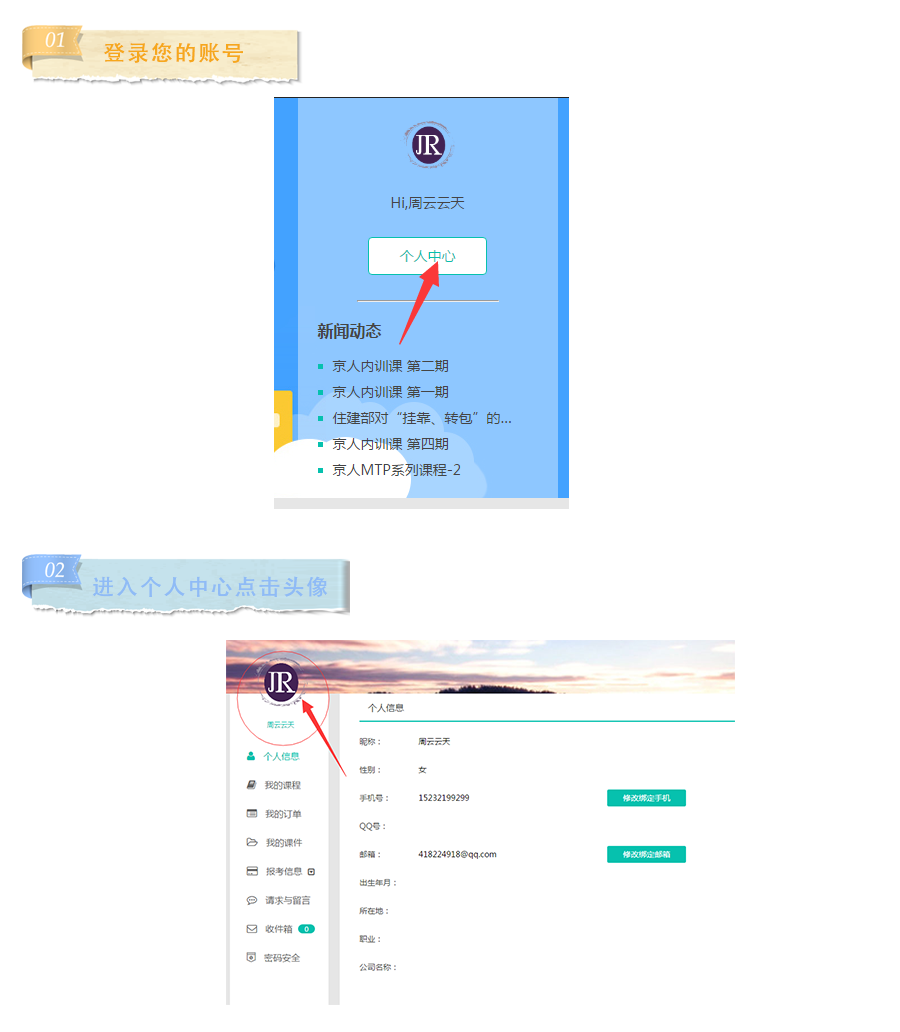 01
登录您的账号
JR
Hi,周云云天
个人中心
新闻动态
京人内训课 第二期
京人内训课 第一期
住建部对“挂靠、转包”的...
京人内训课 第四期
京人MTP系列课程-2
02
进入个人中心点击头像
JR
周云云天
个人信息
我的课程
我的订单
我的课件
报考信息
请求与留言
收件箱 0
密码安全
个人信息
昵称： 周云云天
性别： 女
手机号： 15232199299 修改绑定手机
QQ号：
邮箱： 418224918@qq.com 修改绑定邮箱
出生年月：
所在地：
职业：
公司名称：